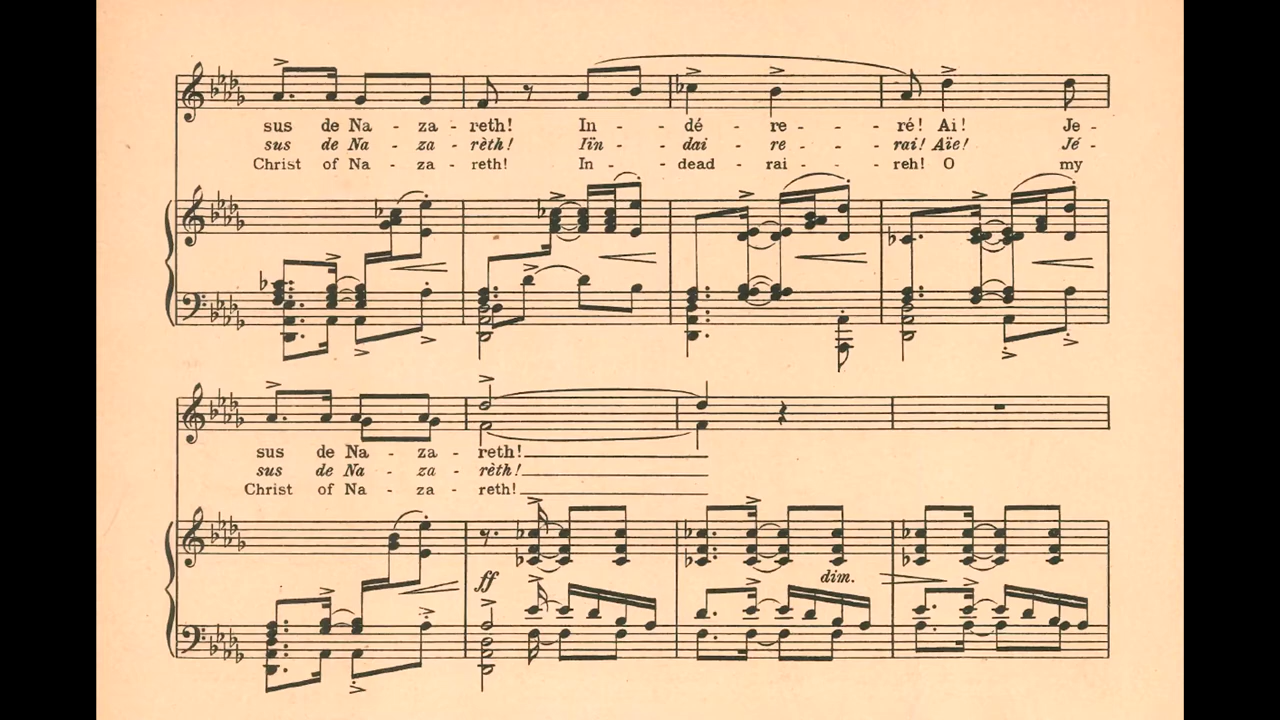 sus de Na - za - reth! In - - dé - re - - - ré! Ai! Je -
sus de Na - za - rèth! Iïn - - dai - re - - - rai! Aïe! Jé -
Christ of Na - za - reth! In - - dead - rai - - - reh! O my
sus de Na - za - reth!
sus de Na - za - rèth!
Christ of Na - za - reth!
ff dim.